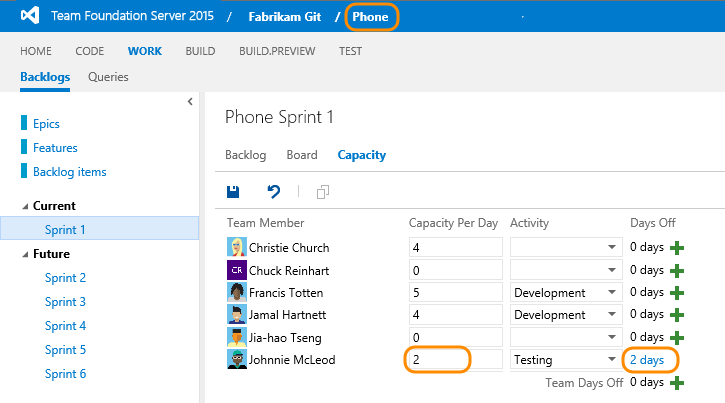 Team Foundation Server 2015 / Fabrikam Git / Phone
HOME CODE WORK BUILD BUILD.PREVIEW TEST
Backlogs Queries
Epics
Features
Backlog items
Current
Sprint 1
Future
Sprint 2
Sprint 3
Sprint 4
Sprint 5
Sprint 6
Phone Sprint 1
Backlog Board Capacity
Team Member Capacity Per Day Activity Days Off
Christie Church 4 0 days
CR Chuck Reinhart 0 0 days
Francis Totten 5 Development 0 days
Jamal Hartnett 4 Development 0 days
Jia-hao Tseng 0 0 days
Johnnie McLeod 2 Testing 2 days
Team Days Off 0 days